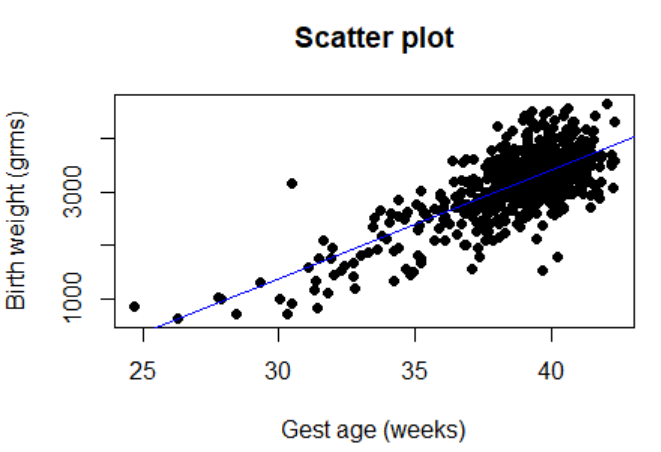 Scatter plot
Birth weight (grms)
3000
1000
25 30 35 40
Gest age (weeks)